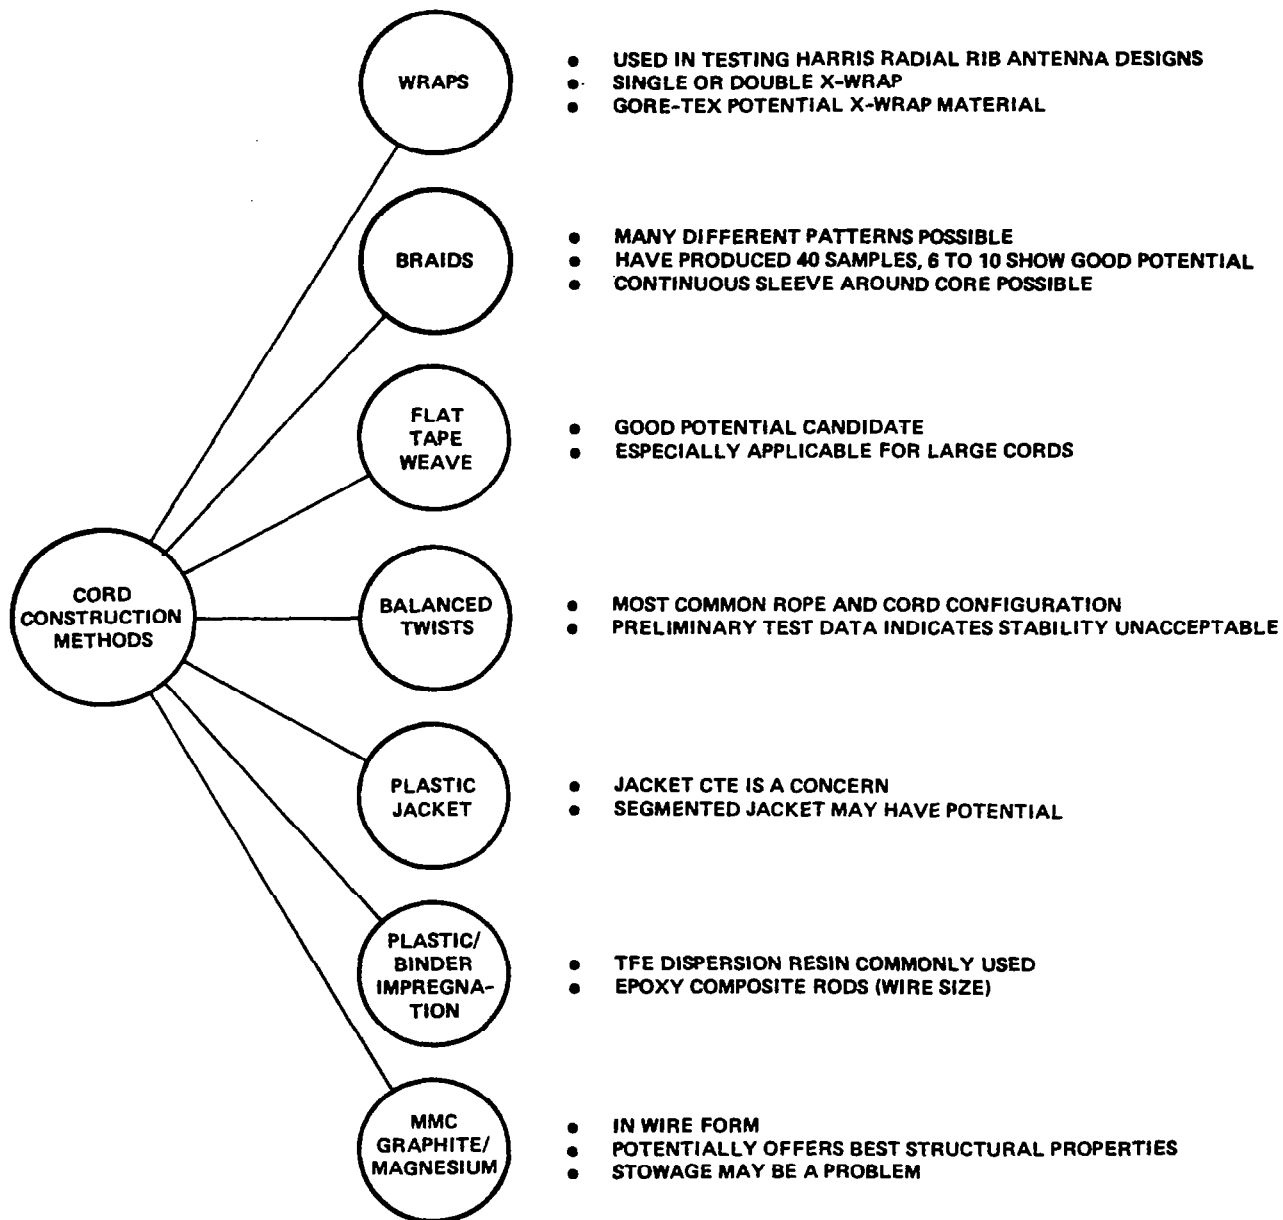 WRAPS
• USED IN TESTING HARRIS RADIAL RIB ANTENNA DESIGNS
• SINGLE OR DOUBLE X-WRAP
• GORE-TEX POTENTIAL X-WRAP MATERIAL
BRAIDS
• MANY DIFFERENT PATTERNS POSSIBLE
• HAVE PRODUCED 40 SAMPLES, 6 TO 10 SHOW GOOD POTENTIAL
• CONTINUOUS SLEEVE AROUND CORE POSSIBLE
FLAT
TAPE
WEAVE
• GOOD POTENTIAL CANDIDATE
• ESPECIALLY APPLICABLE FOR LARGE CORDS
CORD
CONSTRUCTION
METHODS
BALANCED
TWISTS
• MOST COMMON ROPE AND CORD CONFIGURATION
• PRELIMINARY TEST DATA INDICATES STABILITY UNACCEPTABLE
PLASTIC
JACKET
• JACKET CTE IS A CONCERN
• SEGMENTED JACKET MAY HAVE POTENTIAL
PLASTIC/
BINDER
IMPREGNA-
TION
• TFE DISPERSION RESIN COMMONLY USED
• EPOXY COMPOSITE RODS (WIRE SIZE)
MMC
GRAPHITE/
MAGNESIUM
• IN WIRE FORM
• POTENTIALLY OFFERS BEST STRUCTURAL PROPERTIES
• STOWAGE MAY BE A PROBLEM